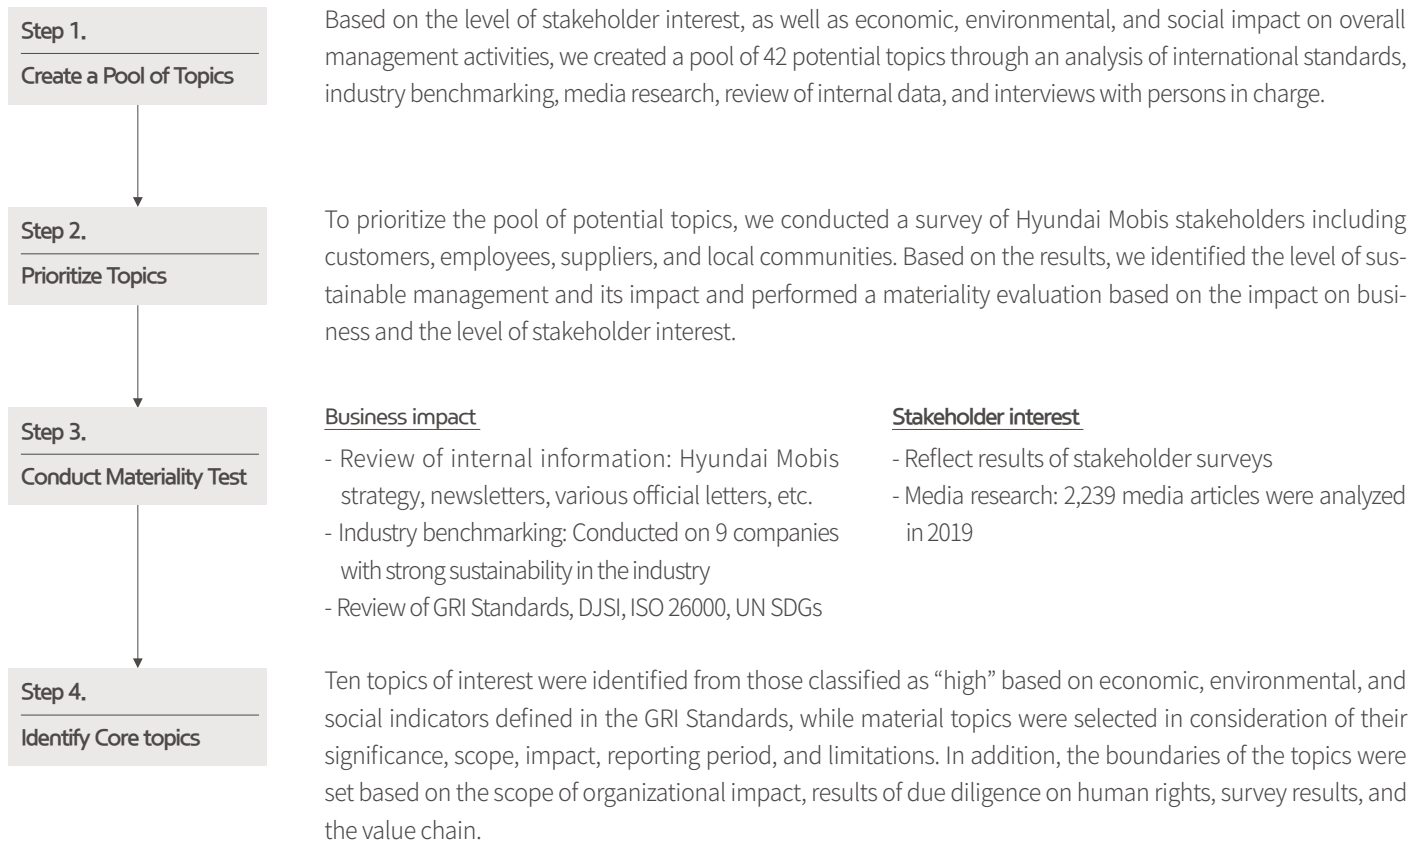 Step 1.
Create a Pool of Topics
Based on the level of stakeholder interest, as well as economic, environmental, and social impact on overall
management activities, we created a pool of 42 potential topics through an analysis of international standards,
industry benchmarking, media research, review of internal data, and interviews with persons in charge.
Step 2.
Prioritize Topics
To prioritize the pool of potential topics, we conducted a survey of Hyundai Mobis stakeholders including
customers, employees, suppliers, and local communities. Based on the results, we identified the level of sus-
tainable management and its impact and performed a materiality evaluation based on the impact on busi-
ness and the level of stakeholder interest.
Step 3.
Conduct Materiality Test
Business impact
- Review of internal information: Hyundai Mobis
strategy, newsletters, various official letters, etc.
- Industry benchmarking: Conducted on 9 companies
with strong sustainability in the industry
- Review of GRI Standards, DJSI, ISO 26000, UN SDGs
Stakeholder interest
- Reflect results of stakeholder surveys
- Media research: 2,239 media articles were analyzed
in 2019
Step 4.
Identify Core topics
Ten topics of interest were identified from those classified as “high” based on economic, environmental, and
social indicators defined in the GRI Standards, while material topics were selected in consideration of their
significance, scope, impact, reporting period, and limitations. In addition, the boundaries of the topics were
set based on the scope of organizational impact, results of due diligence on human rights, survey results, and
the value chain.